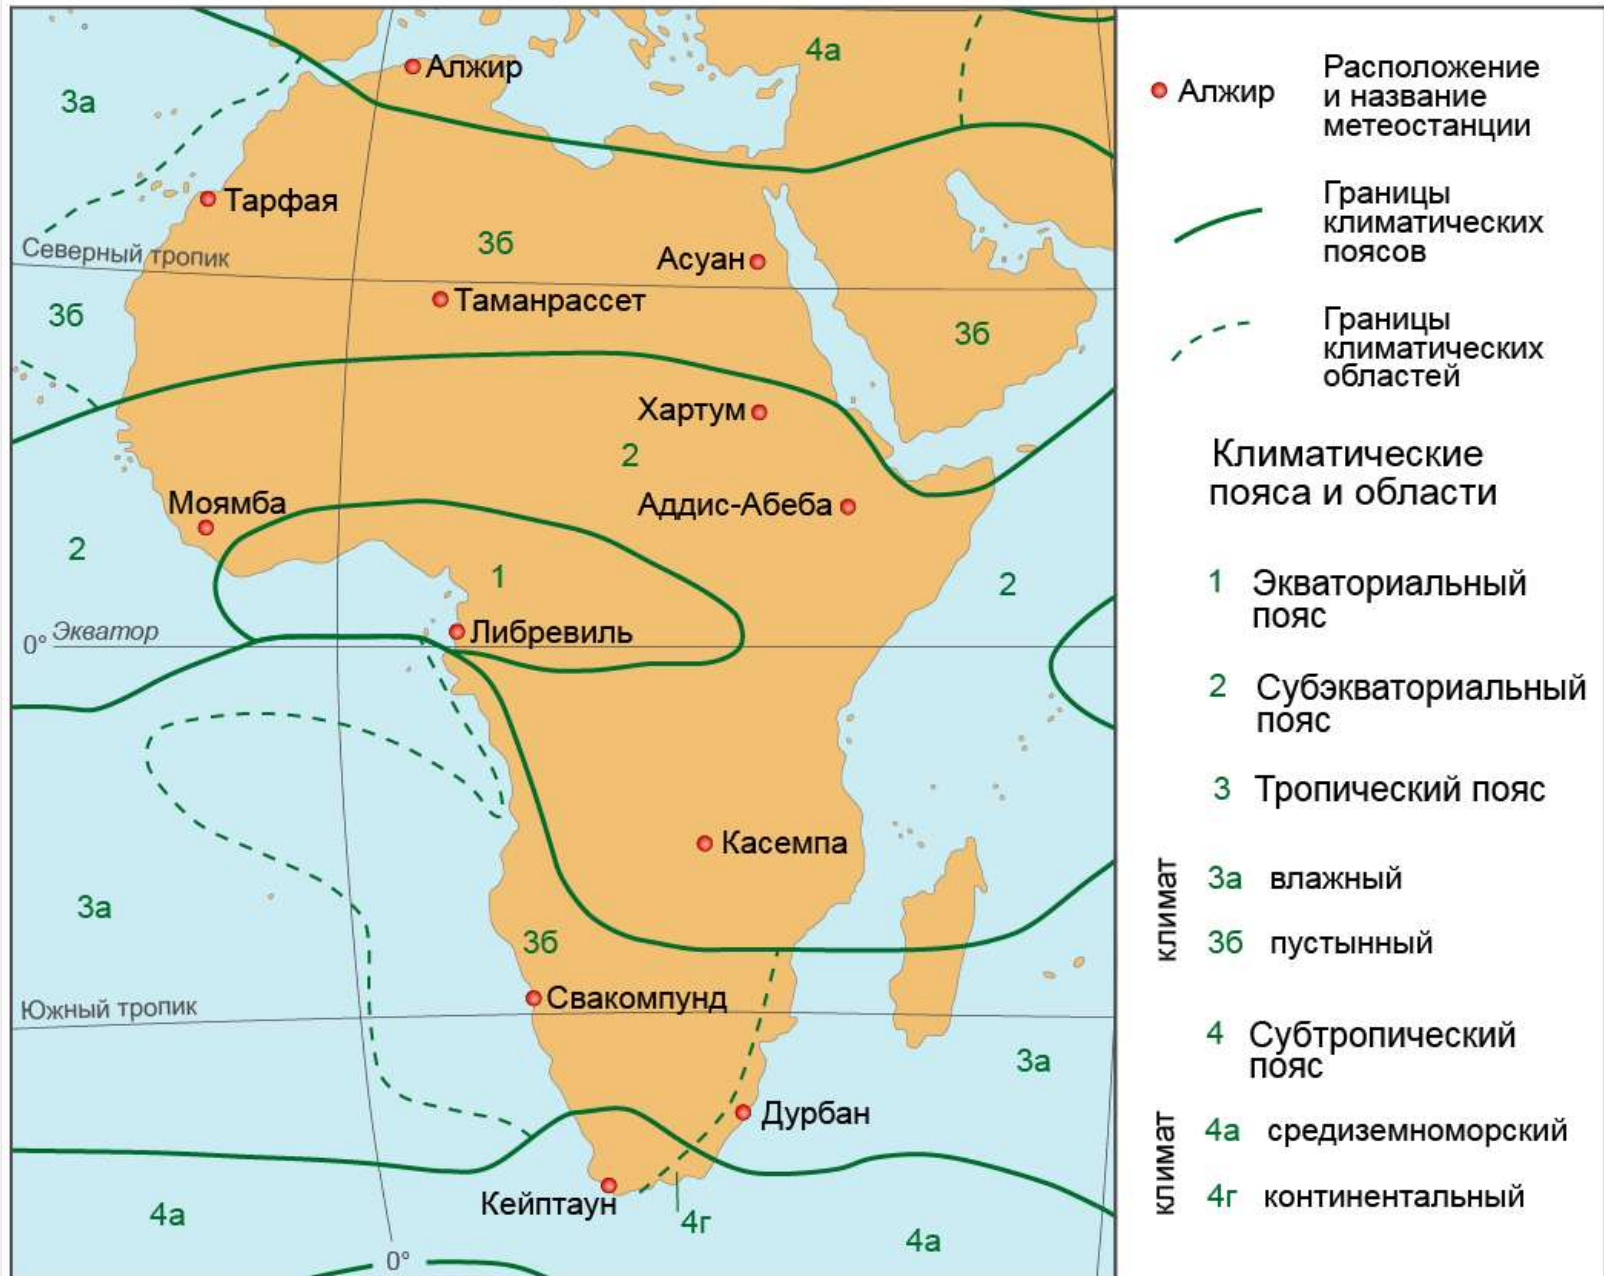 Алжир
4а
3а
Тарфая
3б
Северный тропик
Асуан
3б
Таманрассет
3б
Хартум
2
Моямба
Аддис-Абеба
2
1
2
0° Экватор
Либревиль
Касемпа
3а
3б
Свакомпунд
Южный тропик
3а
Дурбан
Кейптаун
4а
4г
4а
0°
Алжир
Расположение
и название
метеостанции
Границы
климатических
поясов
Границы
климатических
областей
Климатические
пояса и области
1 Экваториальный
пояс
2 Субэкваториальный
пояс
3 Тропический пояс
климат
3а влажный
3б пустынный
4 Субтропический
пояс
климат
4а средиземноморский
4г континентальный